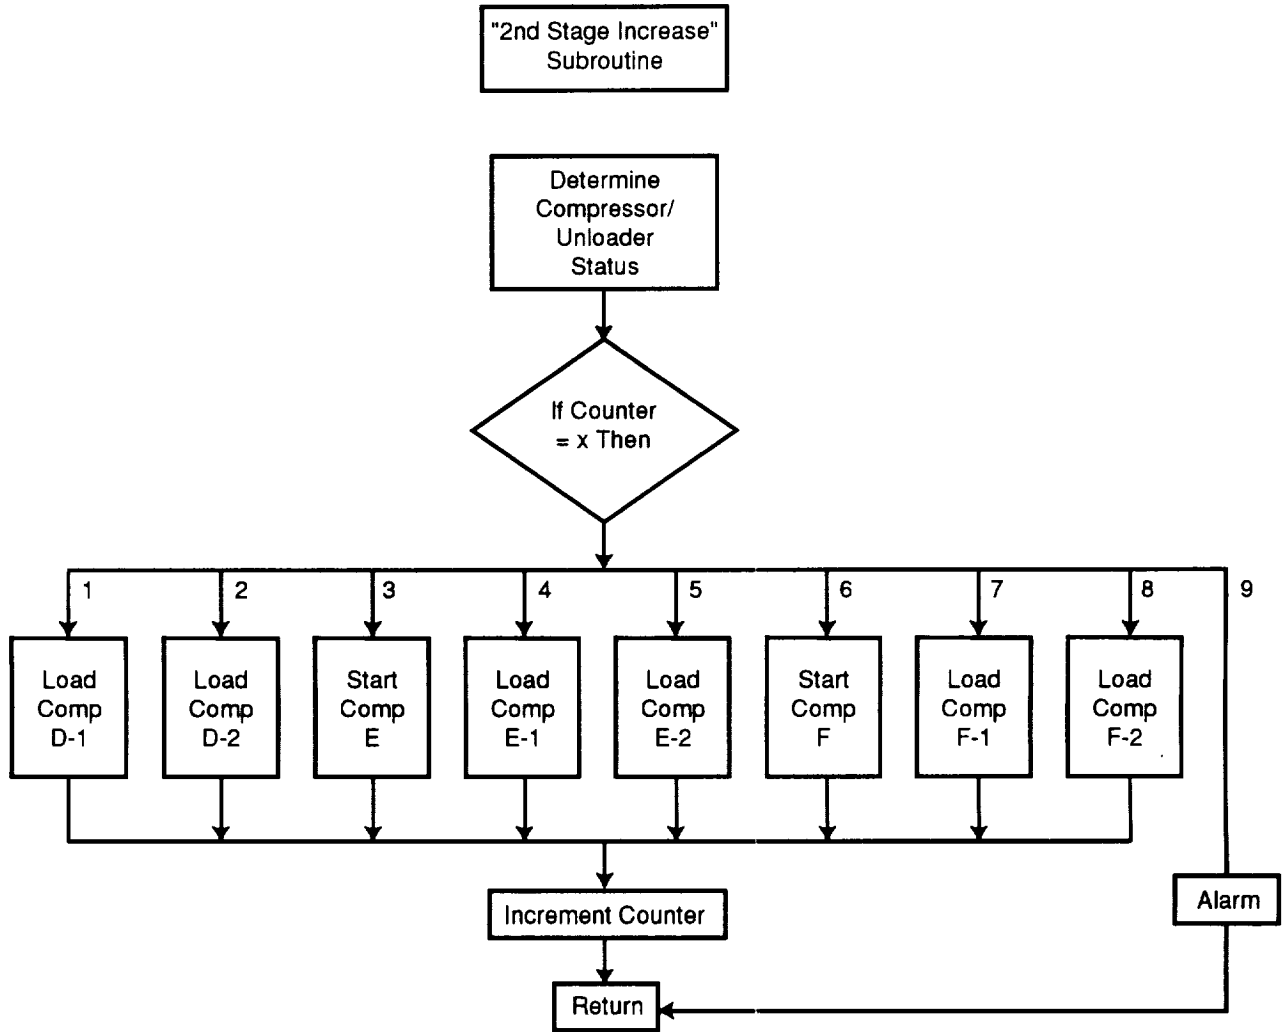 "2nd Stage Increase"
Subroutine
Determine
Compressor/
Unloader
Status
If Counter
= x Then
1
2
3
4
5
6
7
8
9
Load
Comp
D-1
Load
Comp
D-2
Start
Comp
E
Load
Comp
E-1
Load
Comp
E-2
Start
Comp
F
Load
Comp
F-1
Load
Comp
F-2
Increment Counter
Alarm
Return